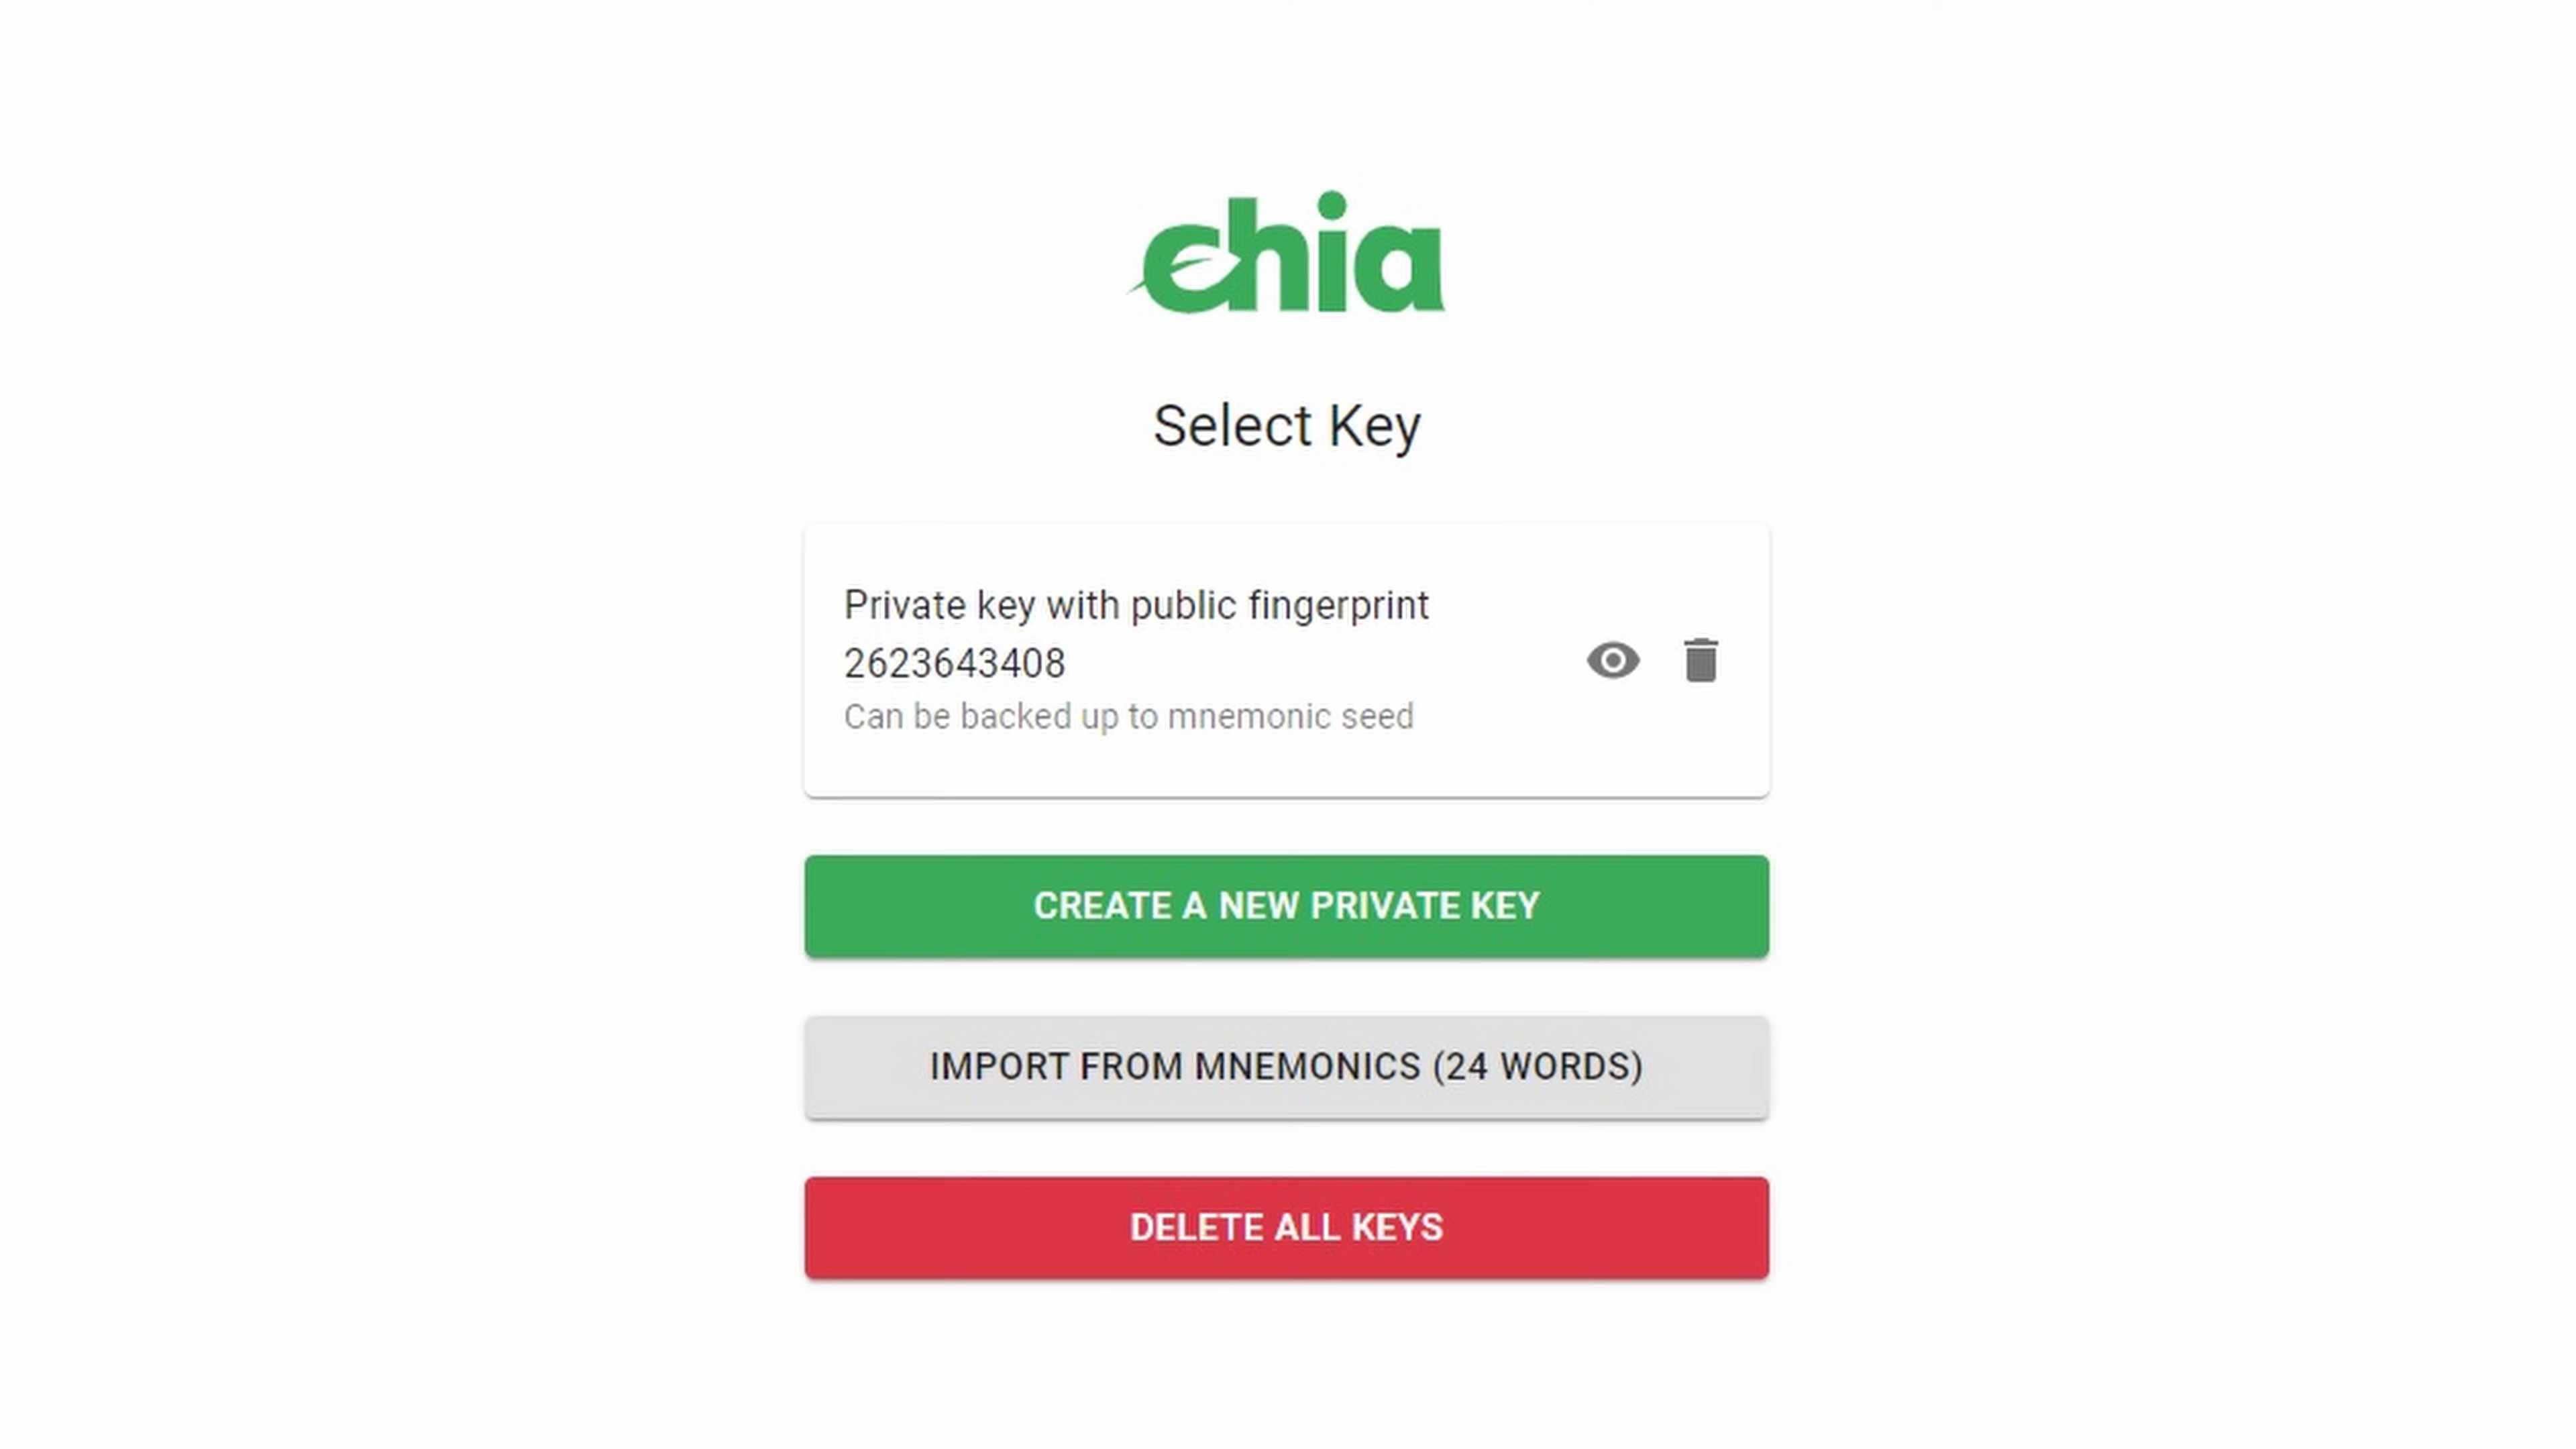 chia
Select Key
Private key with public fingerprint
2623643408
Can be backed up to mnemonic seed
CREATE A NEW PRIVATE KEY
IMPORT FROM MNEMONICS (24 WORDS)
DELETE ALL KEYS